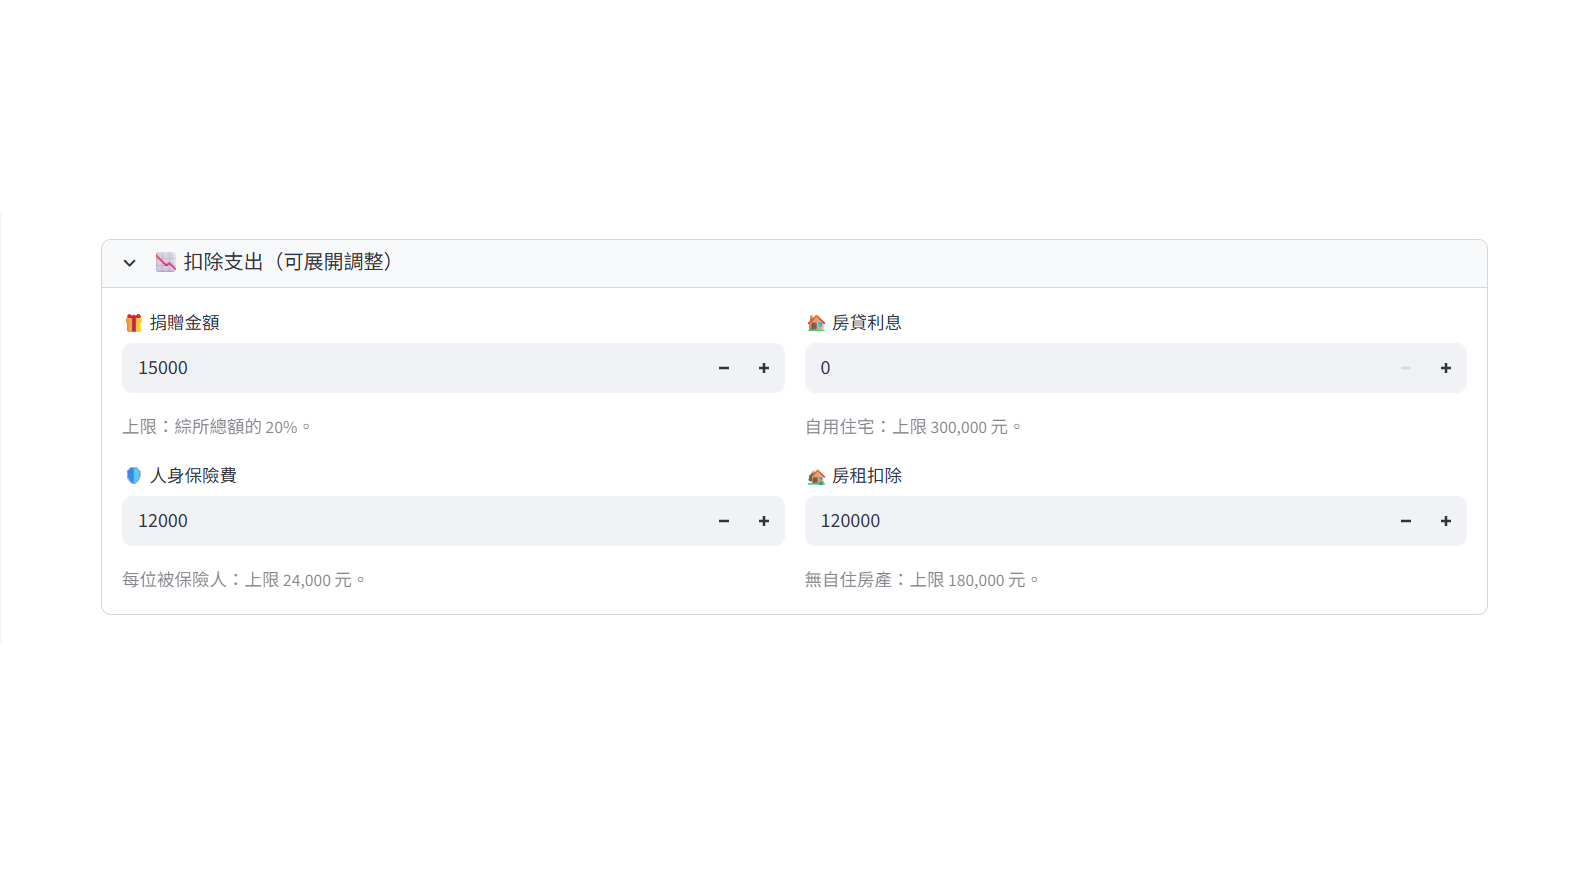 扣除支出（可展開調整）
捐贈金額
房貸利息
15000
0
上限：綜所總額的 20%。
自用住宅：上限 300,000 元。
人身保險費
房租扣除
12000
120000
每位被保險人：上限 24,000 元。
無自住房產：上限 180,000 元。